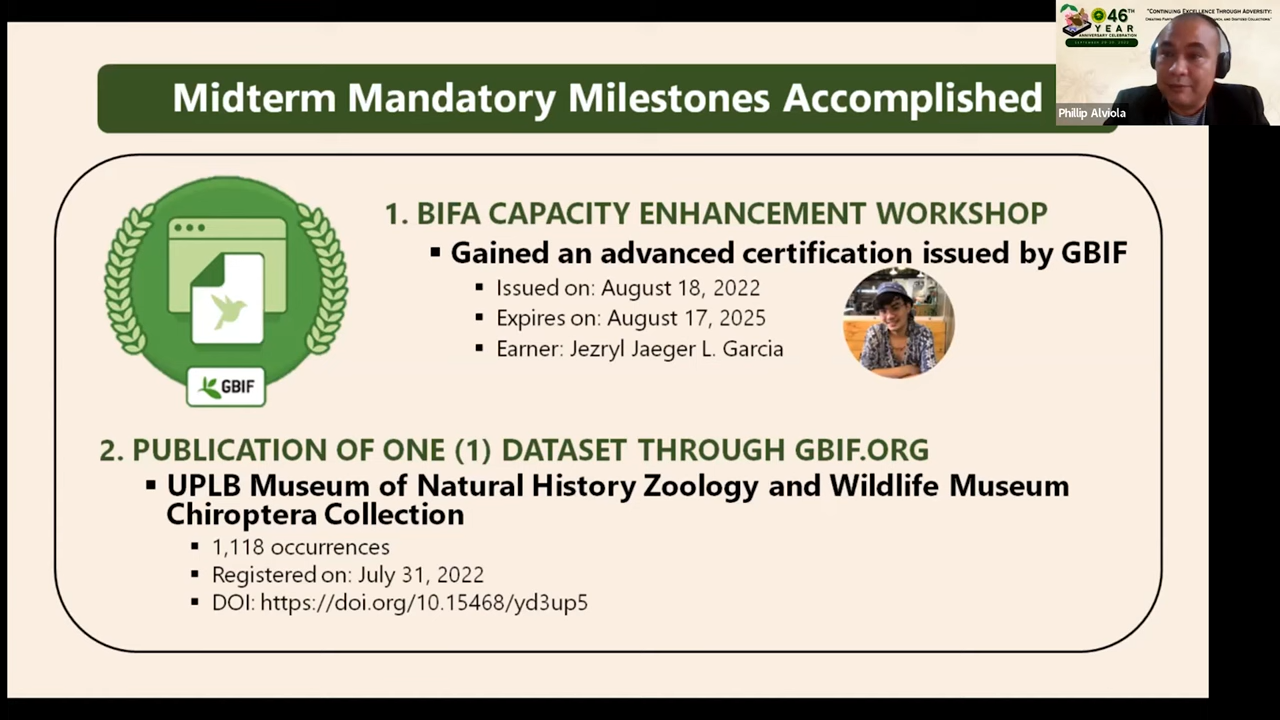 46TH
YEAR
ANNIVERSARY CELEBRATION
"CONTINUING EXCELLENCE THROUGH ADVERSITY:
Phillip Alviola
Midterm Mandatory Milestones Accomplished
1. BIFA CAPACITY ENHANCEMENT WORKSHOP
▪ Gained an advanced certification issued by GBIF
▪ Issued on: August 18, 2022
▪ Expires on: August 17, 2025
▪ Earner: Jezryl Jaeger L. Garcia
GBIF
2. PUBLICATION OF ONE (1) DATASET THROUGH GBIF.ORG
▪ UPLB Museum of Natural History Zoology and Wildlife Museum
Chiroptera Collection
▪ 1,118 occurrences
▪ Registered on: July 31, 2022
▪ DOI: https://doi.org/10.15468/yd3up5